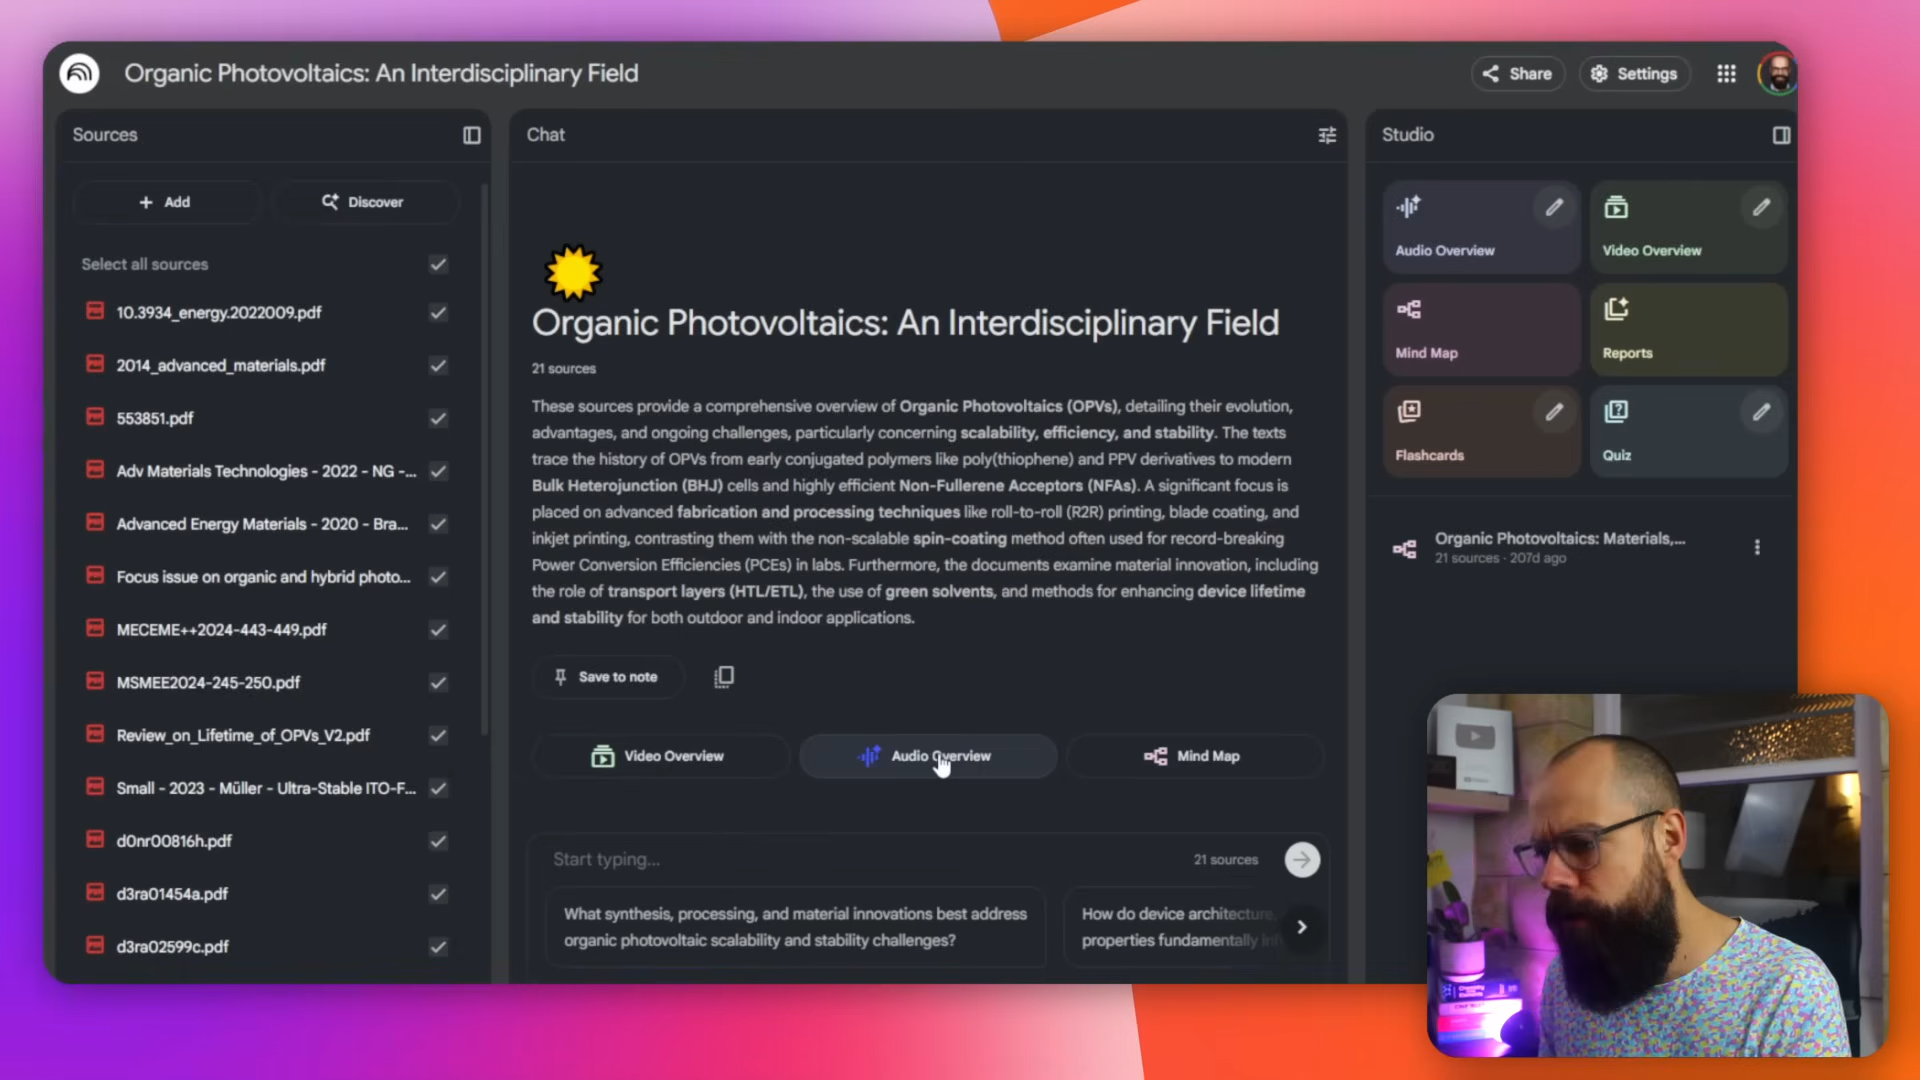 Organic Photovoltaics: An Interdisciplinary Field
Share
Settings
Sources
Add
Discover
Select all sources
10.3934_energy.2022009.pdf
2014_advanced_materials.pdf
553851.pdf
Adv Materials Technologies - 2022 - NG -...
Advanced Energy Materials - 2020 - Bra...
Focus issue on organic and hybrid photo...
MECEME++2024-443-449.pdf
MSMEE2024-245-250.pdf
Review_on_Lifetime_of_OPVs_V2.pdf
Small - 2023 - Müller - Ultra-Stable ITO-F...
d0nr00816h.pdf
d3ra01454a.pdf
d3ra02599c.pdf
Chat
Organic Photovoltaics: An Interdisciplinary Field
21 sources
These sources provide a comprehensive overview of Organic Photovoltaics (OPVs), detailing their evolution,
advantages, and ongoing challenges, particularly concerning scalability, efficiency, and stability. The texts
trace the history of OPVs from early conjugated polymers like poly(thiophene) and PPV derivatives to modern
Bulk Heterojunction (BHJ) cells and highly efficient Non-Fullerene Acceptors (NFAs). A significant focus is
placed on advanced fabrication and processing techniques like roll-to-roll (R2R) printing, blade coating, and
inkjet printing, contrasting them with the non-scalable spin-coating method often used for record-breaking
Power Conversion Efficiencies (PCEs) in labs. Furthermore, the documents examine material innovation, including
the role of transport layers (HTL/ETL), the use of green solvents, and methods for enhancing device lifetime
and stability for both outdoor and indoor applications.
Save to note
Video Overview
Audio Overview
Mind Map
Start typing...
21 sources
What synthesis, processing, and material innovations best address
organic photovoltaic scalability and stability challenges?
How do device architecture,
properties fundamentally
Studio
Audio Overview
Video Overview
Mind Map
Reports
Flashcards
Quiz
Organic Photovoltaics: Materials,...
21 sources · 207d ago